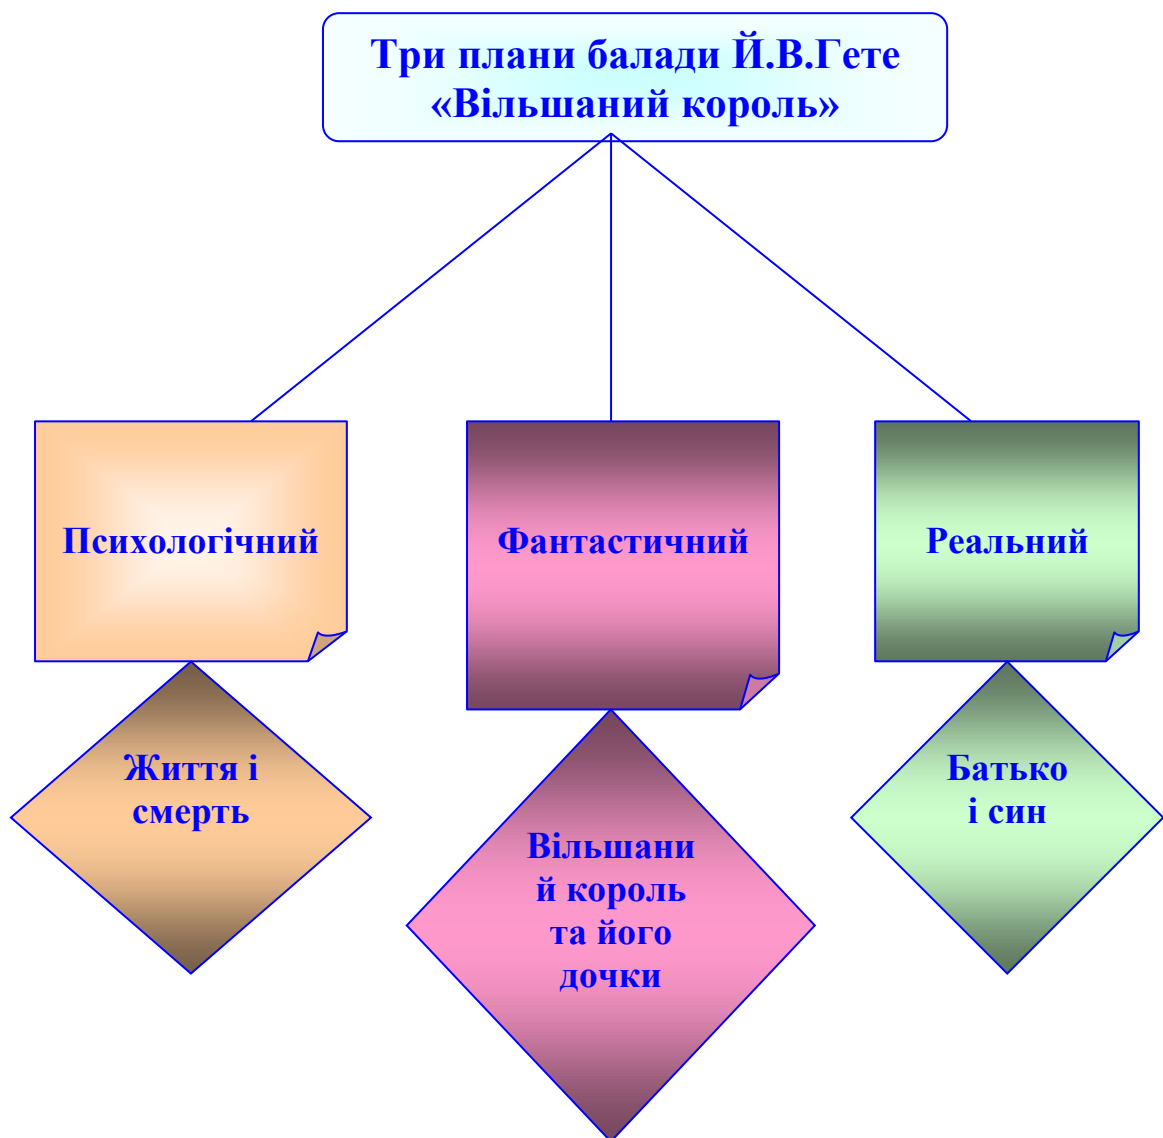 Три плани балади Й.В.Гете
«Вільшаний король»
Психологічний
Фантастичний
Реальний
Життя і
смерть
Вільшани
й король
та його
дочки
Батько
і син